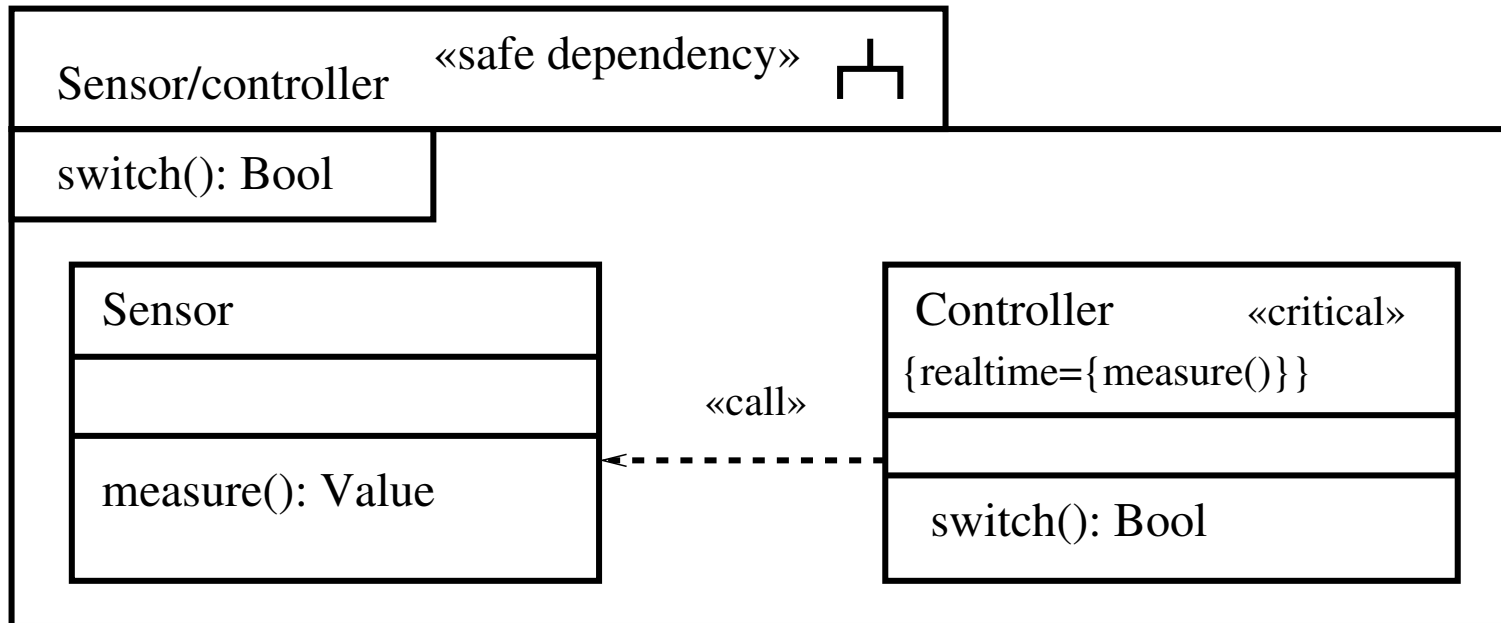 Sensor/controller «safe dependency»
switch(): Bool
Sensor
measure(): Value
«call»
Controller «critical»
{realtime={measure()}}
switch(): Bool